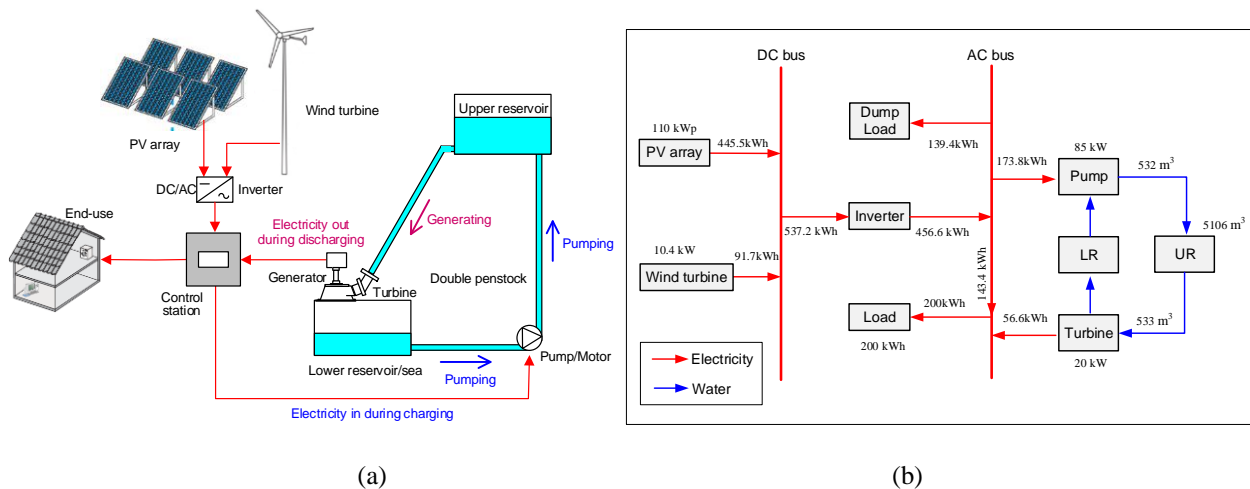 Wind turbine
PV array
DC/AC
Inverter
End-use
Control
station
Electricity out
during discharging
Generator
Turbine
Generating
Upper reservoir
Pumping
Double penstock
Pump/Motor
Lower reservoir/sea
Pumping
Electricity in during charging
(a)
DC bus
AC bus
110 kWp
PV array
445.5kWh
10.4 kW
Wind turbine
91.7kWh
537.2 kWh
Inverter
456.6 kWh
Dump
Load
139.4kWh
173.8kWh
143.4 kWh
Load
200kWh
200 kWh
85 kW
Pump
532 m³
5106 m³
UR
LR
533 m³
Turbine
56.6kWh
20 kW
Electricity
Water
(b)